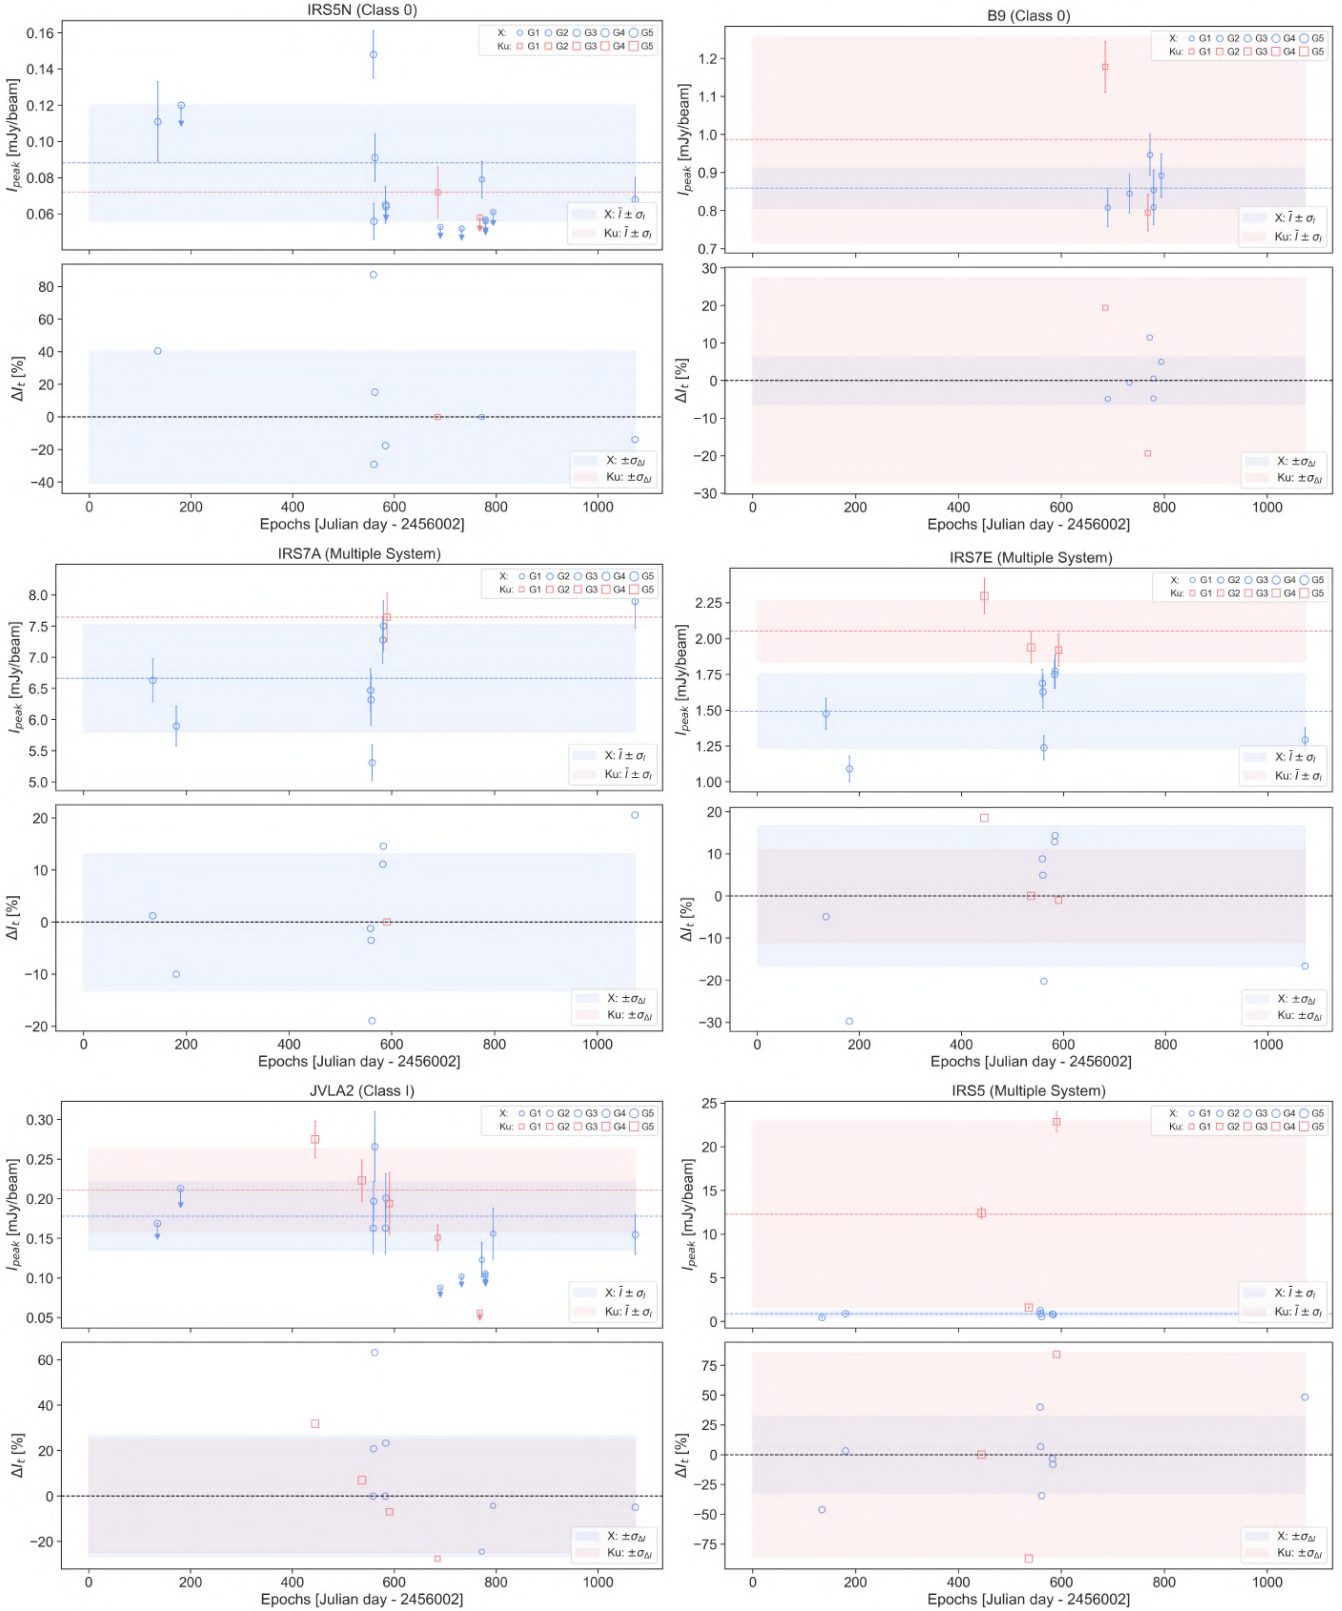 IRS5N (Class 0)
X: G1 G2 G3 G4 G5
Ku: G1 G2 G3 G4 G5
0.16
0.14
0.12
0.10
0.08
0.06
I_peak [mJy/beam]
X: Ī ± σ_I
Ku: Ī ± σ_I
80
60
40
20
0
−20
−40
ΔI_t [%]
X: ±σ_ΔI
Ku: ±σ_ΔI
0 200 400 600 800 1000
Epochs [Julian day - 2456002]
B9 (Class 0)
X: G1 G2 G3 G4 G5
Ku: G1 G2 G3 G4 G5
1.2
1.1
1.0
0.9
0.8
0.7
I_peak [mJy/beam]
X: Ī ± σ_I
Ku: Ī ± σ_I
30
20
10
0
−10
−20
−30
ΔI_t [%]
X: ±σ_ΔI
Ku: ±σ_ΔI
0 200 400 600 800 1000
Epochs [Julian day - 2456002]
IRS7A (Multiple System)
X: G1 G2 G3 G4 G5
Ku: G1 G2 G3 G4 G5
8.0
7.5
7.0
6.5
6.0
5.5
5.0
I_peak [mJy/beam]
X: Ī ± σ_I
Ku: Ī ± σ_I
20
10
0
−10
−20
ΔI_t [%]
X: ±σ_ΔI
Ku: ±σ_ΔI
0 200 400 600 800 1000
Epochs [Julian day - 2456002]
IRS7E (Multiple System)
X: G1 G2 G3 G4 G5
Ku: G1 G2 G3 G4 G5
2.25
2.00
1.75
1.50
1.25
1.00
I_peak [mJy/beam]
X: Ī ± σ_I
Ku: Ī ± σ_I
20
10
0
−10
−20
−30
ΔI_t [%]
X: ±σ_ΔI
Ku: ±σ_ΔI
0 200 400 600 800 1000
Epochs [Julian day - 2456002]
JVLA2 (Class I)
X: G1 G2 G3 G4 G5
Ku: G1 G2 G3 G4 G5
0.30
0.25
0.20
0.15
0.10
0.05
I_peak [mJy/beam]
X: Ī ± σ_I
Ku: Ī ± σ_I
60
40
20
0
−20
ΔI_t [%]
X: ±σ_ΔI
Ku: ±σ_ΔI
0 200 400 600 800 1000
Epochs [Julian day - 2456002]
IRS5 (Multiple System)
X: G1 G2 G3 G4 G5
Ku: G1 G2 G3 G4 G5
25
20
15
10
5
0
I_peak [mJy/beam]
X: Ī ± σ_I
Ku: Ī ± σ_I
75
50
25
0
−25
−50
−75
ΔI_t [%]
X: ±σ_ΔI
Ku: ±σ_ΔI
0 200 400 600 800 1000
Epochs [Julian day - 2456002]